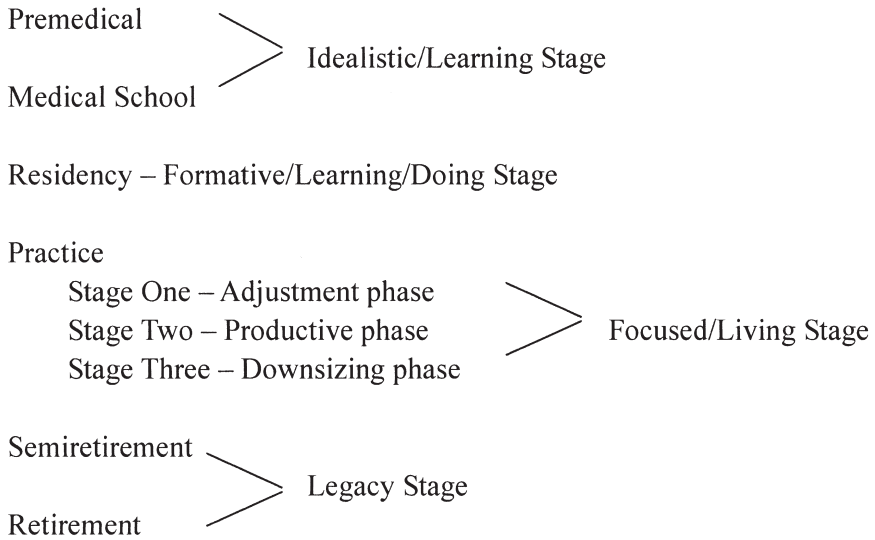 Premedical
Idealistic/Learning Stage
Medical School
Residency – Formative/Learning/Doing Stage
Practice
Stage One – Adjustment phase
Stage Two – Productive phase
Focused/Living Stage
Stage Three – Downsizing phase
Semiretirement
Legacy Stage
Retirement